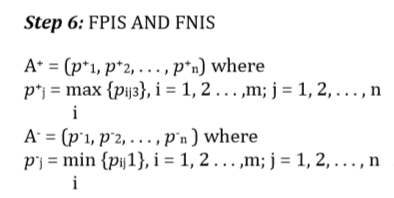 Step 6: FPIS AND FNIS
A⁺ = (p⁺1, p⁺2, . . . , p⁺n) where
p⁺j = max {pij3}, i = 1, 2 . . . ,m; j = 1, 2, . . . , n
i
A⁻ = (p⁻1, p⁻2, . . . , p⁻n ) where
p⁻j = min {pij1}, i = 1, 2 . . . ,m; j = 1, 2, . . . , n
i